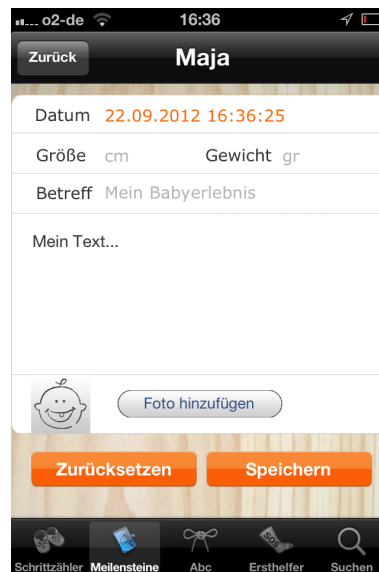 o2-de 16:36
Zurück Maja
Datum 22.09.2012 16:36:25
Größe cm Gewicht gr
Betreff Mein Babyerlebnis
Mein Text...
Foto hinzufügen
Zurücksetzen Speichern
SOS
Schrittzähler Meilensteine Abc Ersthelfer Suchen